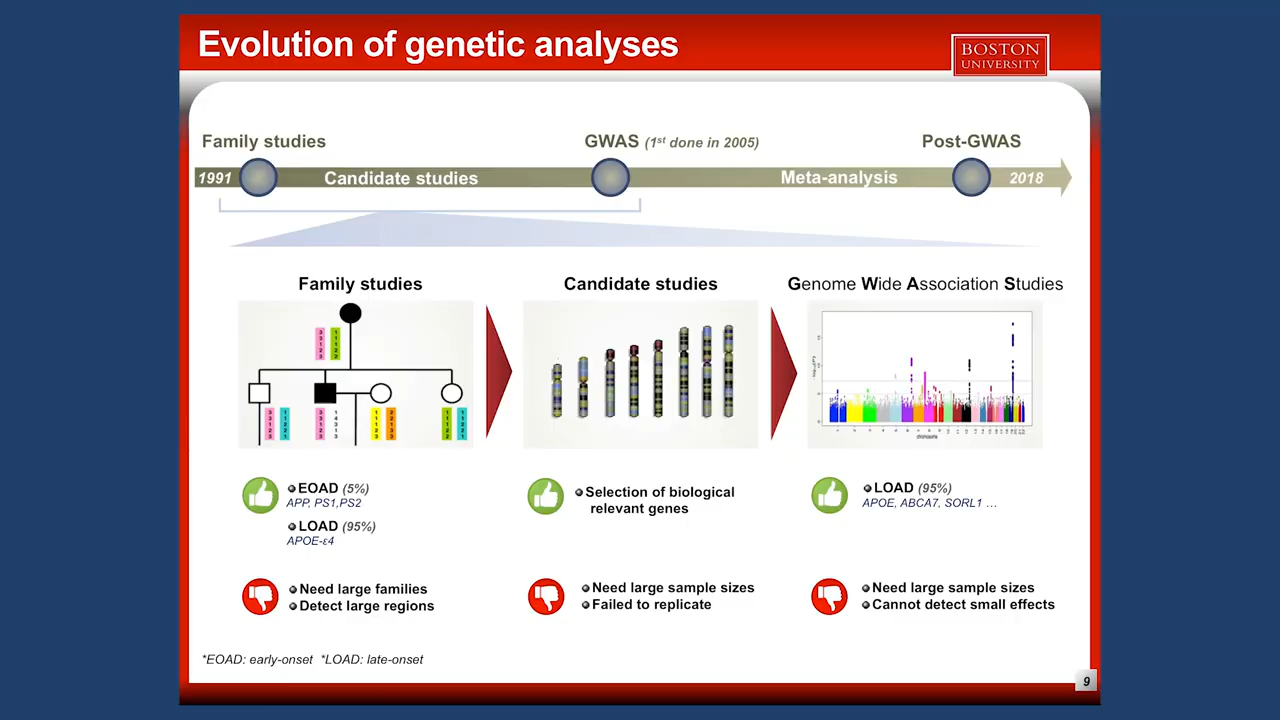 Evolution of genetic analyses
BOSTON
UNIVERSITY
Family studies
GWAS (1st done in 2005)
Post-GWAS
1991
Candidate studies
Meta-analysis
2018
Family studies
Candidate studies
Genome Wide Association Studies
EOAD (5%)
APP, PS1,PS2
LOAD (95%)
APOE-ε4
Selection of biological
relevant genes
LOAD (95%)
APOE, ABCA7, SORL1 …
Need large families
Detect large regions
Need large sample sizes
Failed to replicate
Need large sample sizes
Cannot detect small effects
*EOAD: early-onset *LOAD: late-onset
9